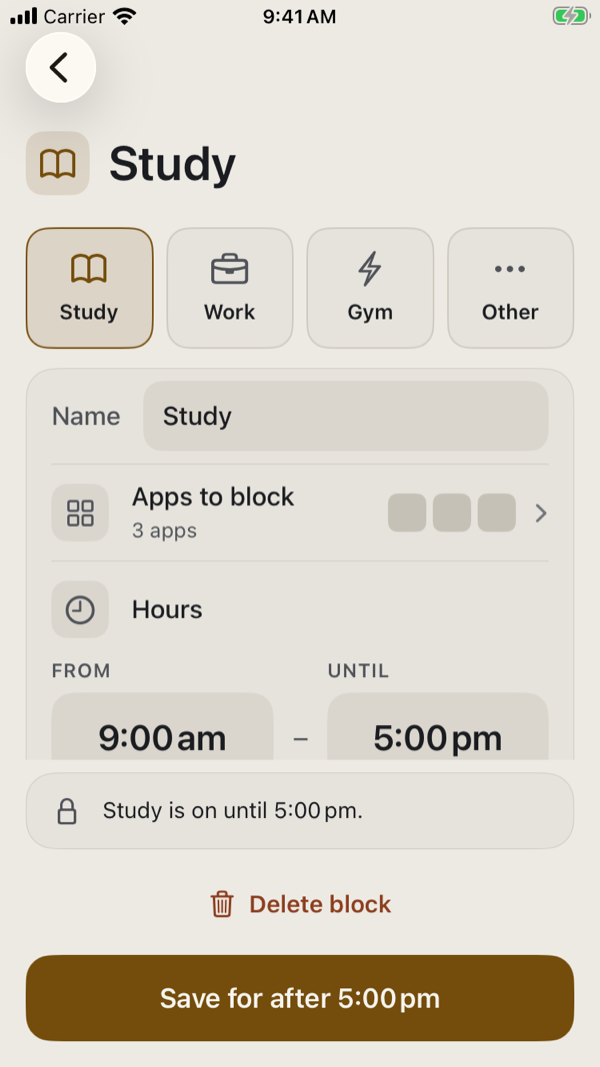 Carrier 9:41 AM
Study
Study Work Gym Other
Name Study
Apps to block
3 apps
Hours
FROM UNTIL
9:00 am – 5:00 pm
Study is on until 5:00 pm.
Delete block
Save for after 5:00 pm